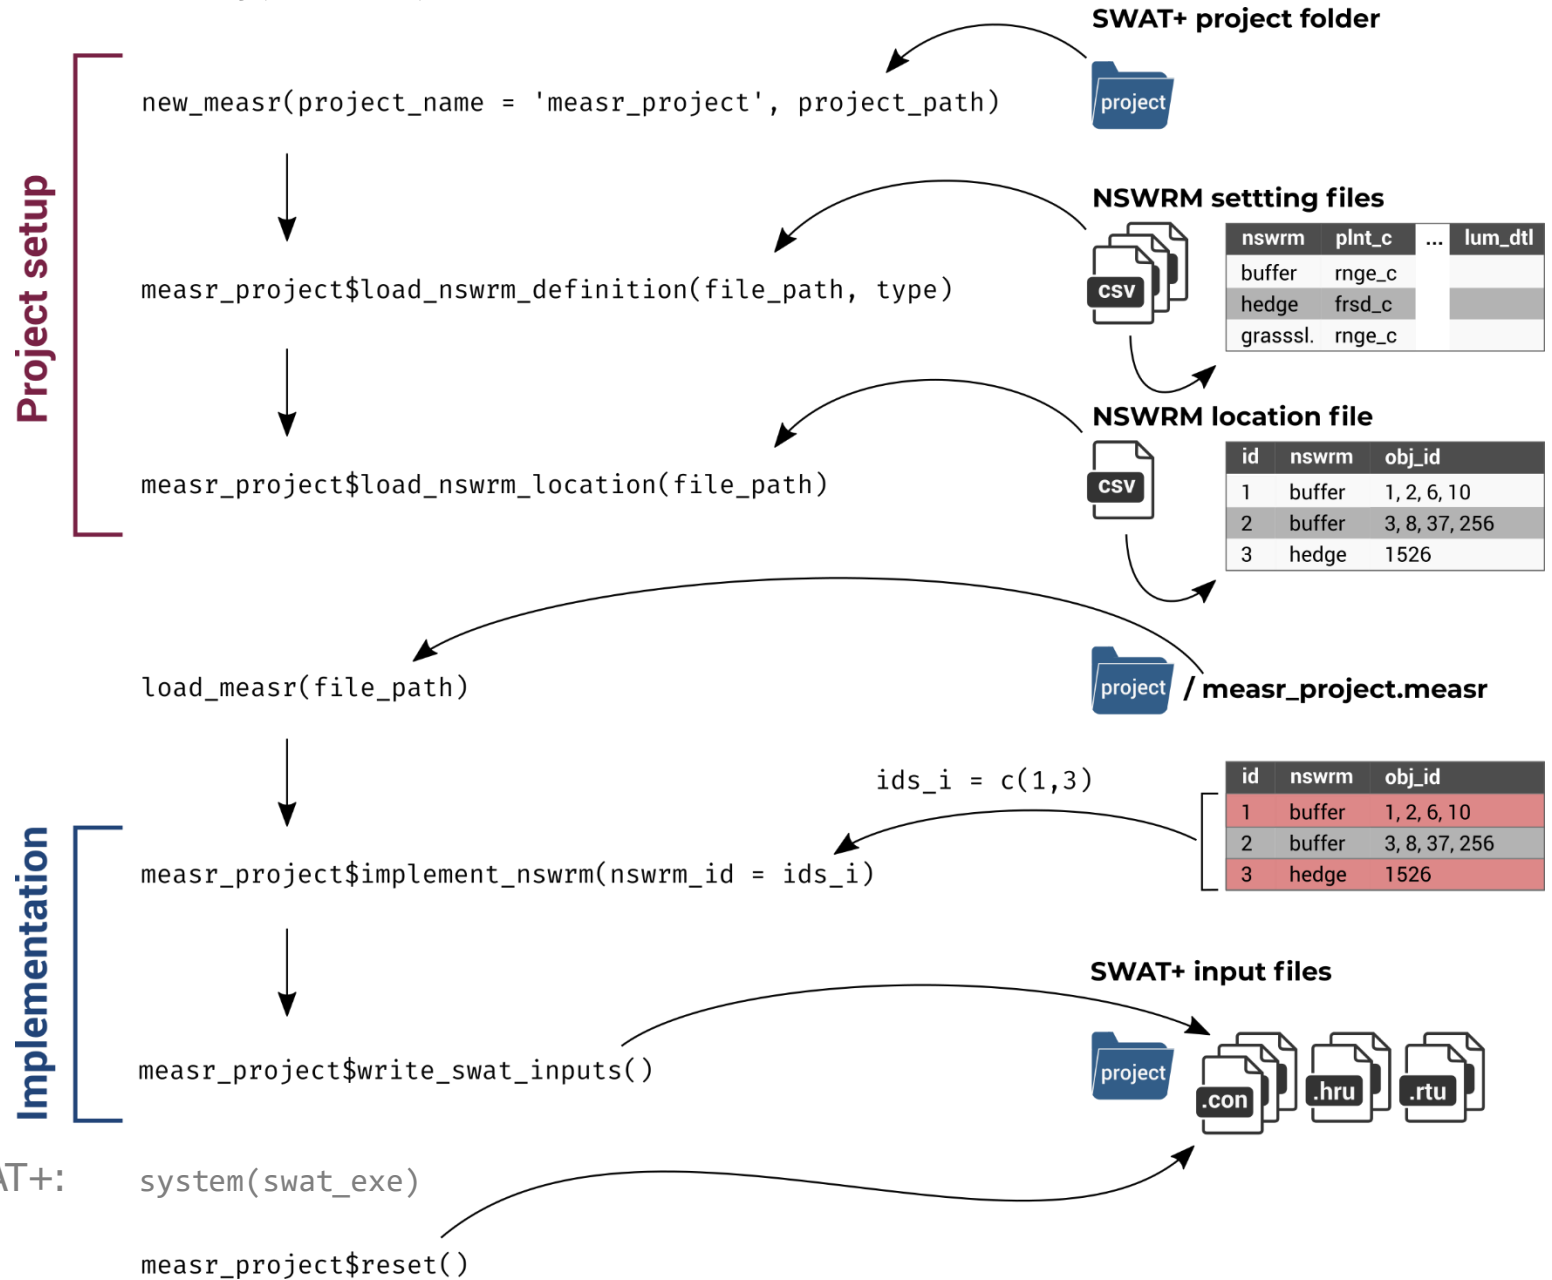 SWAT+ project folder
new_measr(project_name = 'measr_project', project_path)
project
Project setup
NSWRM settting files
measr_project$load_nswrm_definition(file_path, type)
csv
nswrm plnt_c ... lum_dtl
buffer rnge_c
hedge frsd_c
grasssl. rnge_c
NSWRM location file
measr_project$load_nswrm_location(file_path)
csv
id nswrm obj_id
1 buffer 1, 2, 6, 10
2 buffer 3, 8, 37, 256
3 hedge 1526
load_measr(file_path)
project / measr_project.measr
ids_i = c(1,3)
id nswrm obj_id
1 buffer 1, 2, 6, 10
2 buffer 3, 8, 37, 256
3 hedge 1526
Implementation
measr_project$implement_nswrm(nswrm_id = ids_i)
SWAT+ input files
measr_project$write_swat_inputs()
project
.con .hru .rtu
AT+: system(swat_exe)
measr_project$reset()